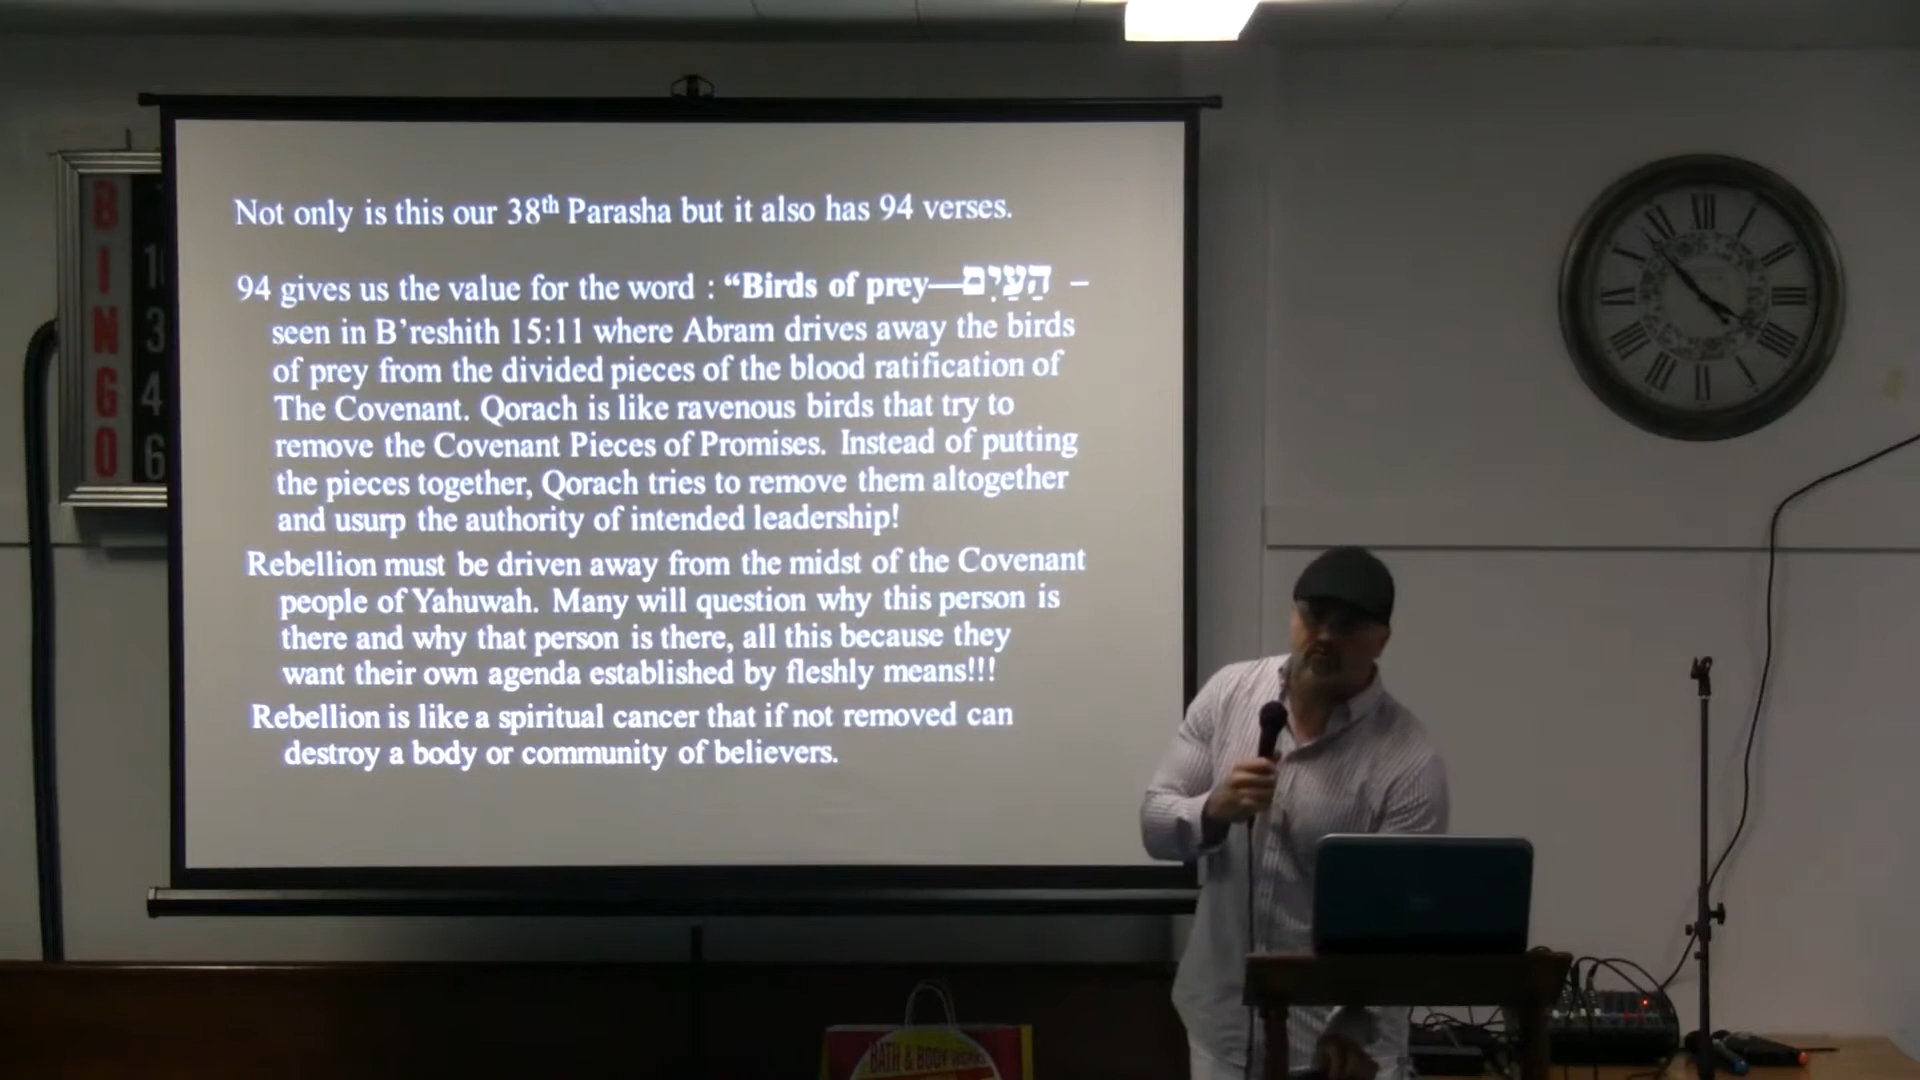 Not only is this our 38th Parasha but it also has 94 verses.
94 gives us the value for the word : “Birds of prey—הַעַיִם –
seen in B’reshith 15:11 where Abram drives away the birds
of prey from the divided pieces of the blood ratification of
The Covenant. Qorach is like ravenous birds that try to
remove the Covenant Pieces of Promises. Instead of putting
the pieces together, Qorach tries to remove them altogether
and usurp the authority of intended leadership!
Rebellion must be driven away from the midst of the Covenant
people of Yahuwah. Many will question why this person is
there and why that person is there, all this because they
want their own agenda established by fleshly means!!!
Rebellion is like a spiritual cancer that if not removed can
destroy a body or community of believers.
BINGO
3
4
6
BATH & BODY WORKS